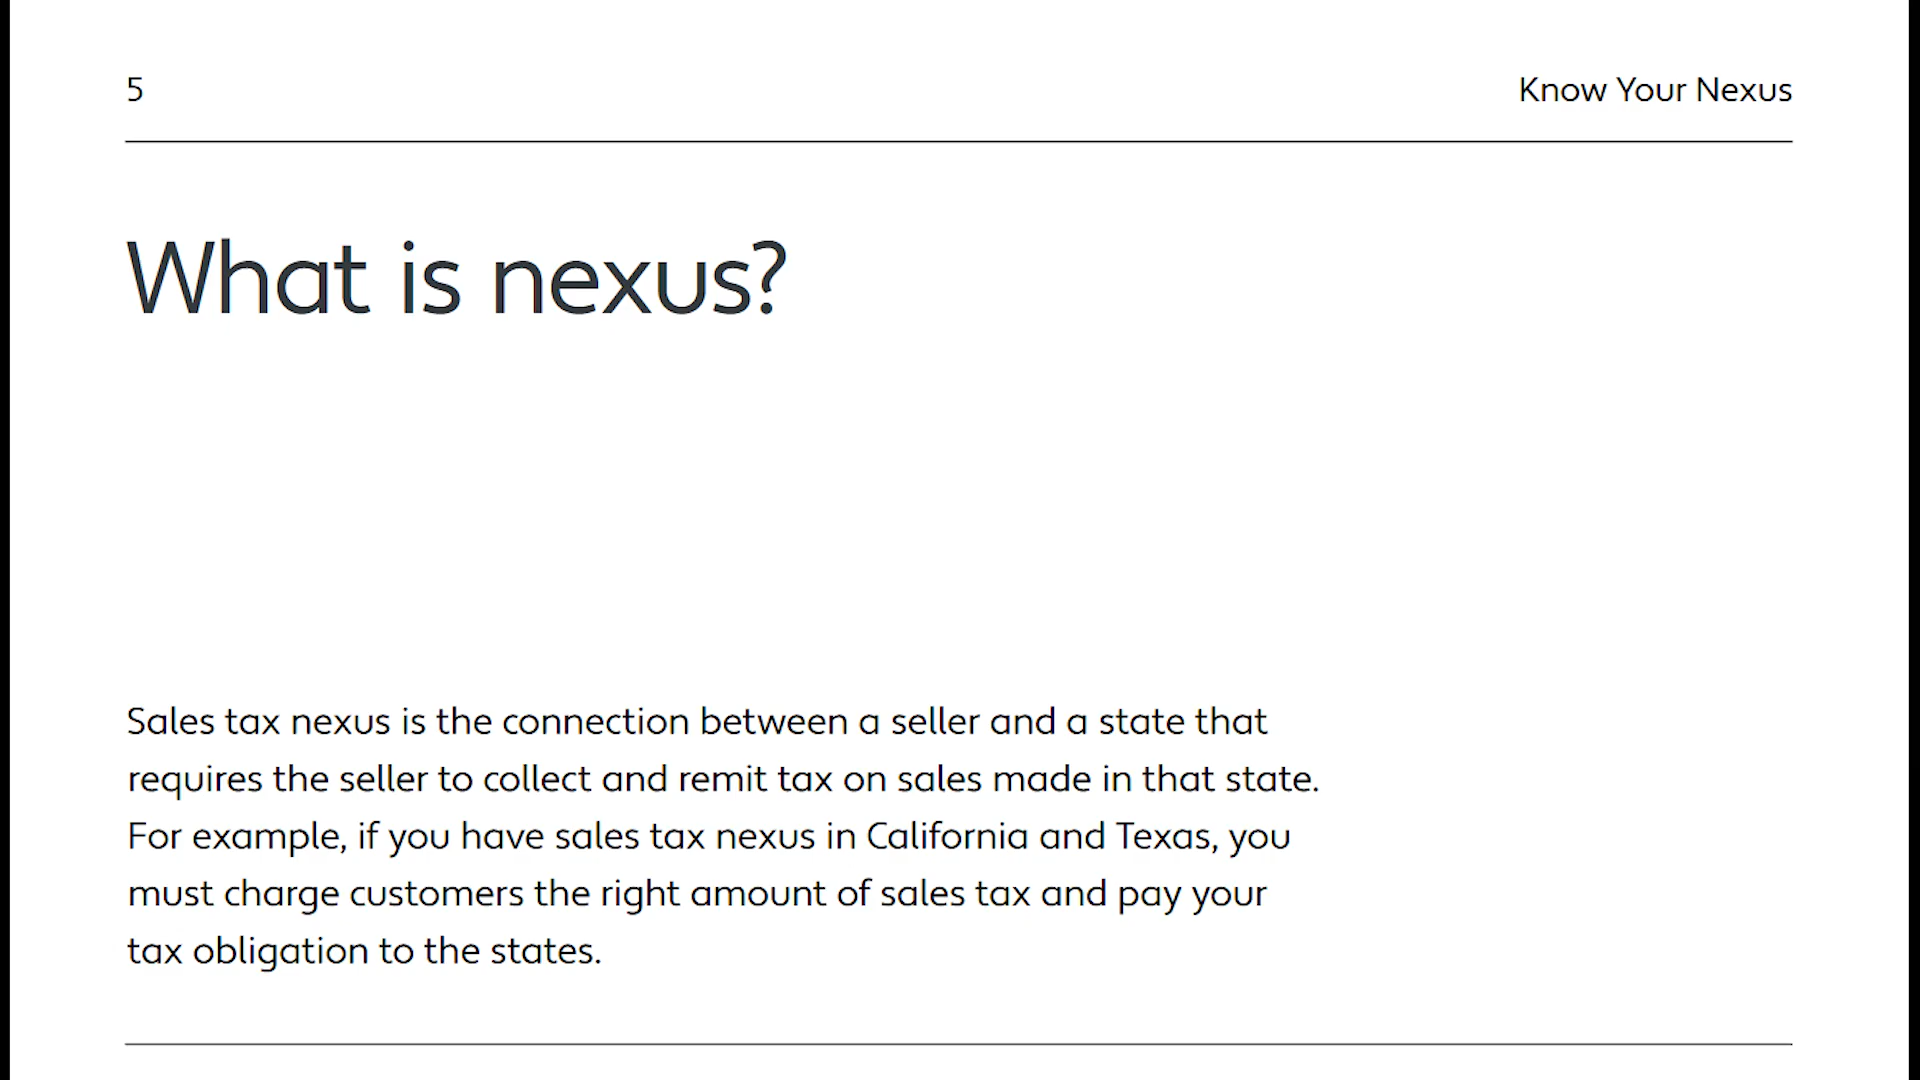 5
Know Your Nexus
What is nexus?
Sales tax nexus is the connection between a seller and a state that
requires the seller to collect and remit tax on sales made in that state.
For example, if you have sales tax nexus in California and Texas, you
must charge customers the right amount of sales tax and pay your
tax obligation to the states.